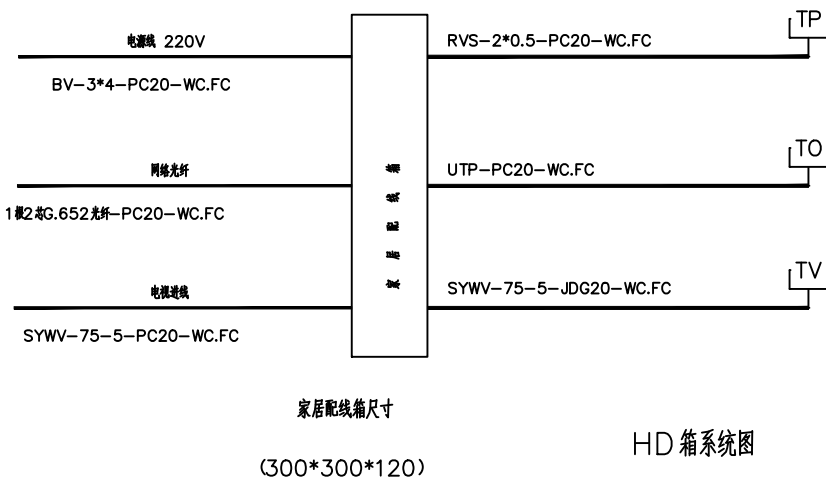 电源线 220V
BV-3*4-PC20-WC.FC
网络光纤
1根2芯G.652光纤-PC20-WC.FC
电视进线
SYWV-75-5-PC20-WC.FC
家居配线箱
RVS-2*0.5-PC20-WC.FC
TP
UTP-PC20-WC.FC
TO
SYWV-75-5-JDG20-WC.FC
TV
家居配线箱尺寸
(300*300*120)
HD箱系统图